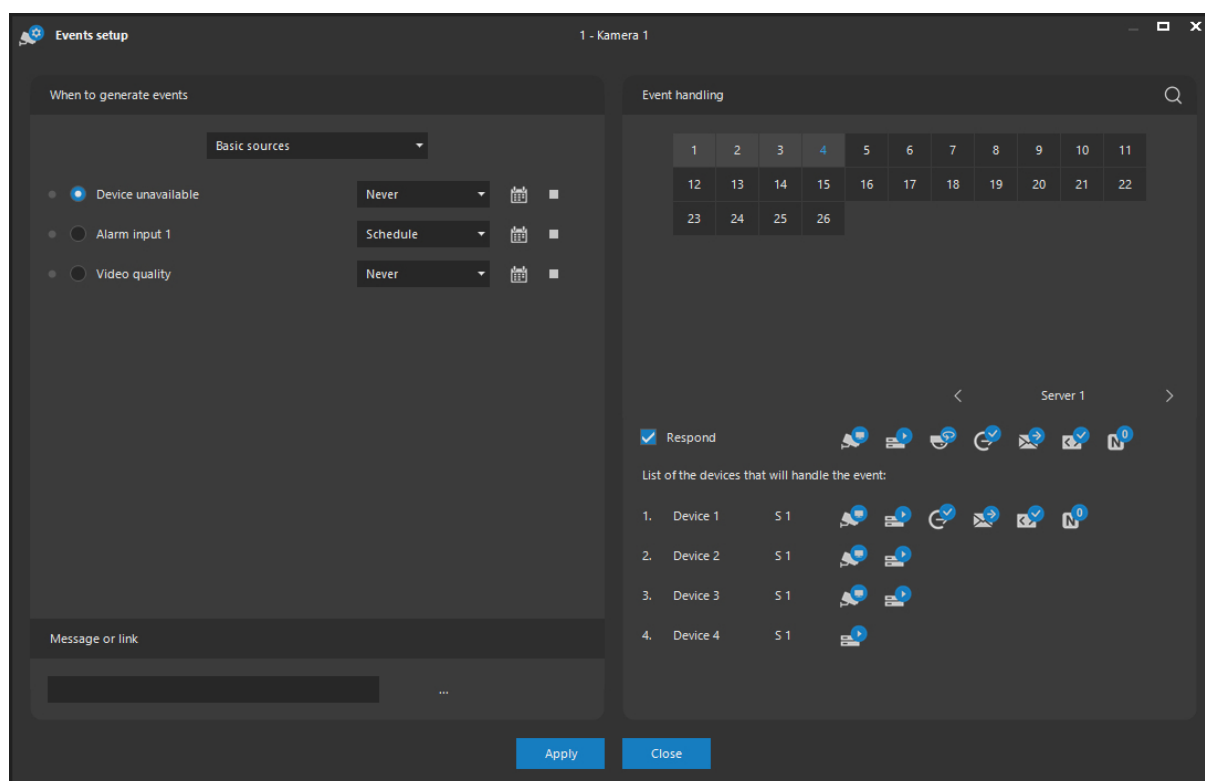 Events setup
1 - Kamera 1
When to generate events
Basic sources
Device unavailable Never
Alarm input 1 Schedule
Video quality Never
Message or link
...
Event handling
1 2 3 4 5 6 7 8 9 10 11
12 13 14 15 16 17 18 19 20 21 22
23 24 25 26
< Server 1 >
Respond N 0
List of the devices that will handle the event:
1. Device 1 S 1 N 0
2. Device 2 S 1
3. Device 3 S 1
4. Device 4 S 1
Apply Close